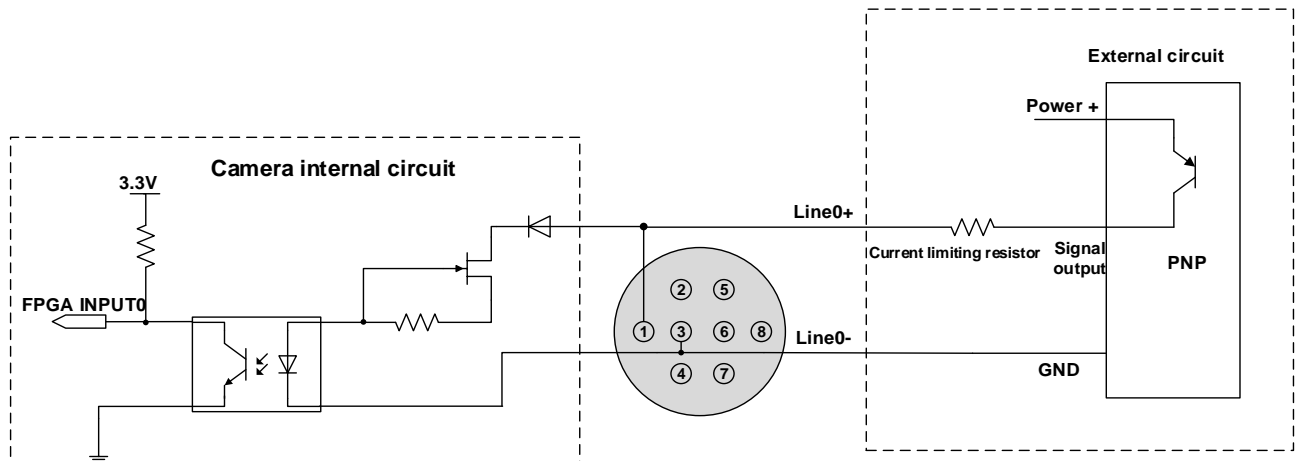 External circuit
Power +
Camera internal circuit
3.3V
Line0+
Current limiting resistor
Signal
output
PNP
FPGA INPUT0
2 5
1 3 6 8
Line0-
4 7
GND